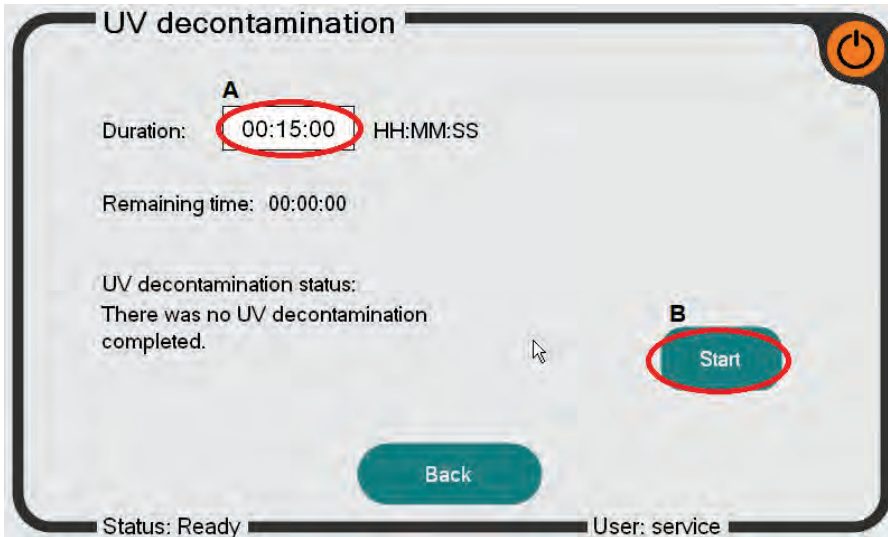 UV decontamination
A
Duration: 00:15:00 HH:MM:SS
Remaining time: 00:00:00
UV decontamination status:
There was no UV decontamination
completed.
B
Start
Back
Status: Ready User: service